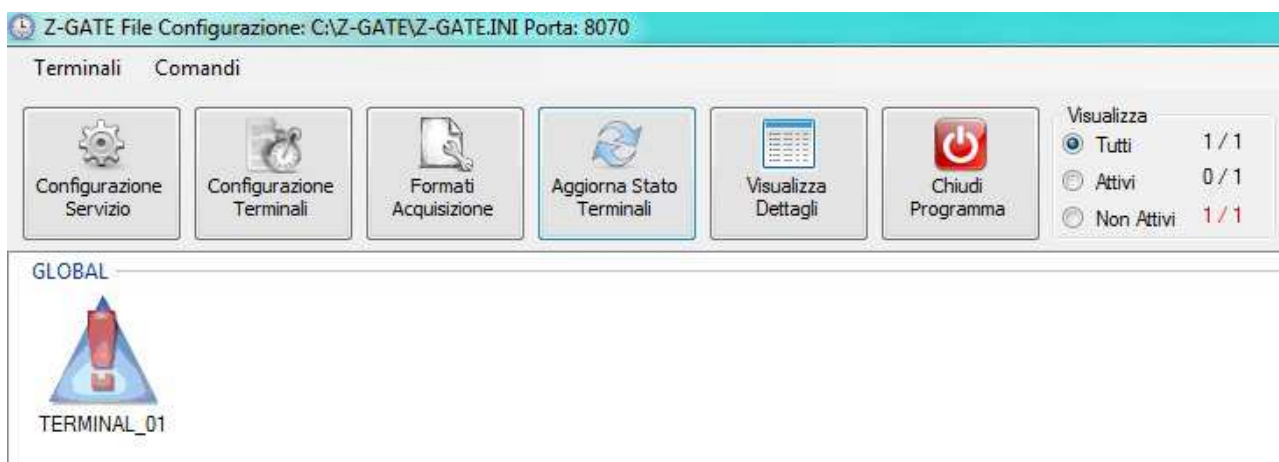 Z-GATE File Configurazione: C:\Z-GATE\Z-GATE.INI Porta: 8070
Terminali Comandi
Configurazione
Servizio
Configurazione
Terminali
Formati
Acquisizione
Aggiorna Stato
Terminali
Visualizza
Dettagli
Chiudi
Programma
Visualizza
Tutti 1 / 1
Attivi 0 / 1
Non Attivi 1 / 1
GLOBAL
TERMINAL_01